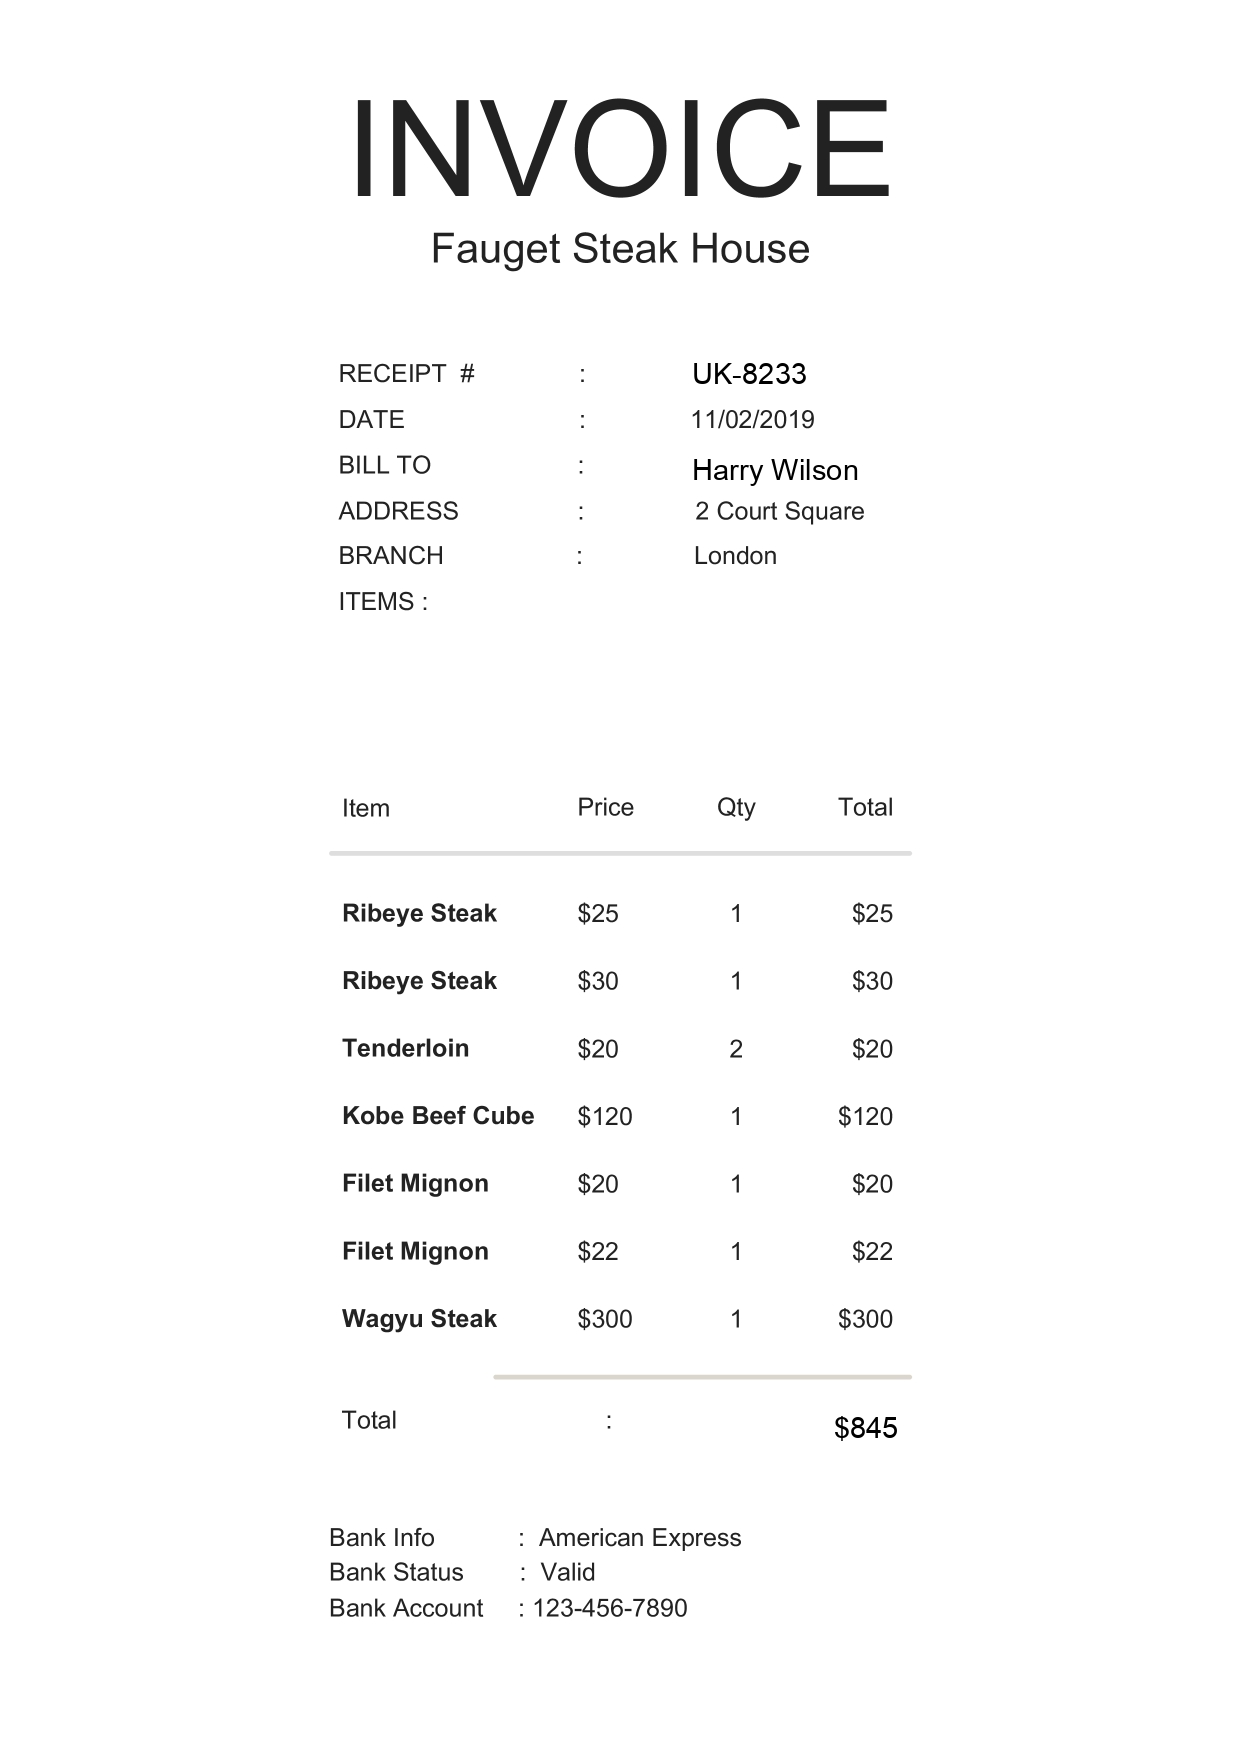 INVOICE
Fauget Steak House
RECEIPT # : UK-8233
DATE : 11/02/2019
BILL TO : Harry Wilson
ADDRESS : 2 Court Square
BRANCH : London
ITEMS :
Item Price Qty Total
Ribeye Steak $25 1 $25
Ribeye Steak $30 1 $30
Tenderloin $20 2 $20
Kobe Beef Cube $120 1 $120
Filet Mignon $20 1 $20
Filet Mignon $22 1 $22
Wagyu Steak $300 1 $300
Total : $845
Bank Info : American Express
Bank Status : Valid
Bank Account : 123-456-7890